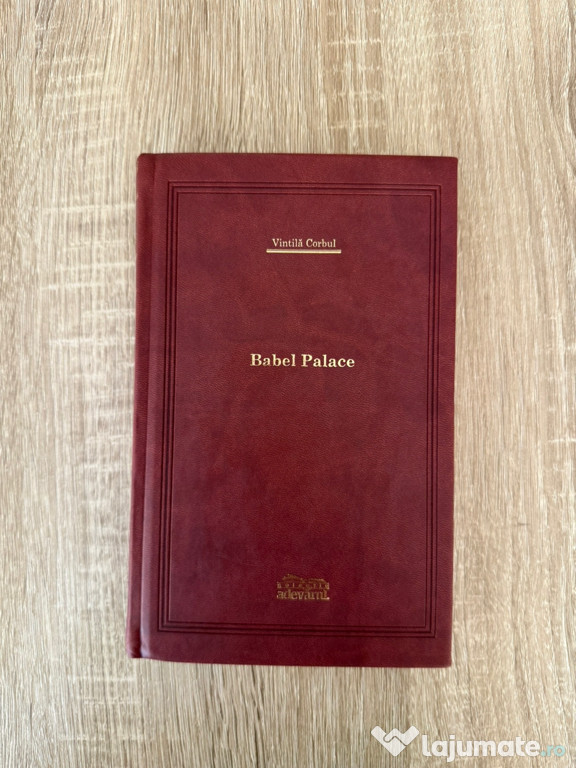 Vintilă Corbul
Babel Palace
adevărul
lajumate.ro